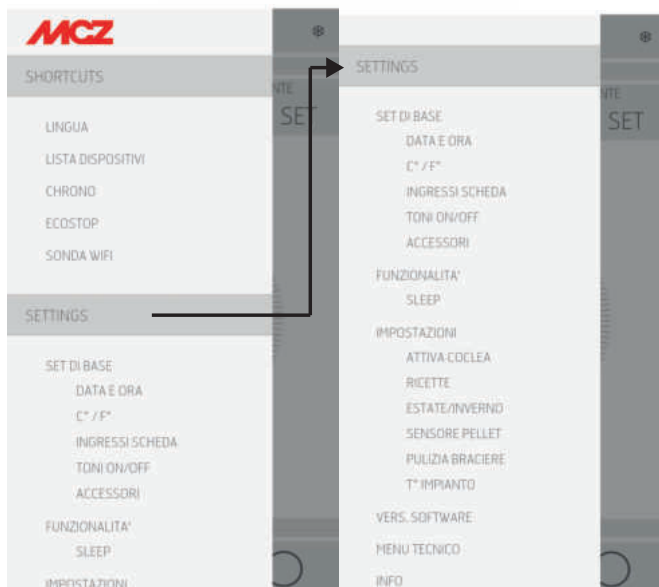 MCZ
SHORTCUTS
LINGUA
LISTA DISPOSITIVI
CHRONO
ECOSTOP
SONDA WIFI
SETTINGS
SET DI BASE
DATA E ORA
C° / F°
INGRESSI SCHEDA
TONI ON/OFF
ACCESSORI
FUNZIONALITA'
SLEEP
IMPOSTAZIONI
NTE
SET
SETTINGS
SET DI BASE
DATA E ORA
C° / F°
INGRESSI SCHEDA
TONI ON/OFF
ACCESSORI
FUNZIONALITA'
SLEEP
IMPOSTAZIONI
ATTIVA COCLEA
RICETTE
ESTATE/INVERNO
SENSORE PELLET
PULIZIA BRACIERE
T° IMPIANTO
VERS. SOFTWARE
MENU TECNICO
INFO
NTE
SET